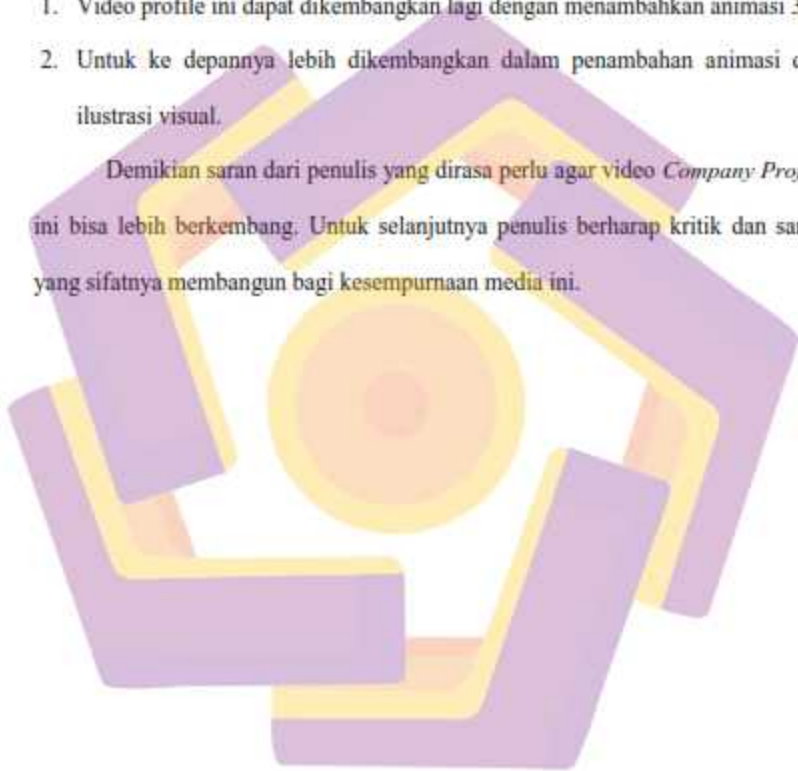 1. Video profile ini dapat dikembangkan lagi dengan menambahkan animasi
2. Untuk ke depannya lebih dikembangkan dalam penambahan animasi
ilustrasi visual.
Demikian saran dari penulis yang dirasa perlu agar video Company
ini bisa lebih berkembang. Untuk selanjutnya penulis berharap kritik dan
yang sifatnya membangun bagi kesempurnaan media ini.